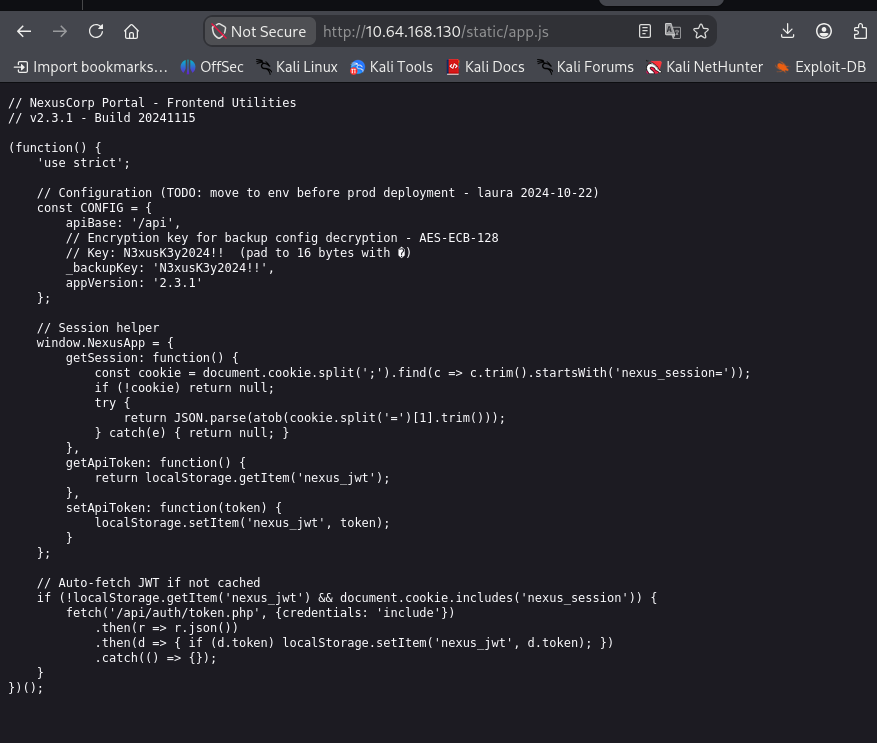 Not Secure http://10.64.168.130/static/app.js
Import bookmarks... OffSec Kali Linux Kali Tools Kali Docs Kali Forums Kali NetHunter Exploit-DB
// NexusCorp Portal - Frontend Utilities
// v2.3.1 - Build 20241115
(function() {
    'use strict';
    // Configuration (TODO: move to env before prod deployment - laura 2024-10-22)
    const CONFIG = {
        apiBase: '/api',
        // Encryption key for backup config decryption - AES-ECB-128
        // Key: N3xusK3y2024!!  (pad to 16 bytes with �)
        _backupKey: 'N3xusK3y2024!!',
        appVersion: '2.3.1'
    };
    // Session helper
    window.NexusApp = {
        getSession: function() {
            const cookie = document.cookie.split(';').find(c => c.trim().startsWith('nexus_session='));
            if (!cookie) return null;
            try {
                return JSON.parse(atob(cookie.split('=')[1].trim()));
            } catch(e) { return null; }
        },
        getApiToken: function() {
            return localStorage.getItem('nexus_jwt');
        },
        setApiToken: function(token) {
            localStorage.setItem('nexus_jwt', token);
        }
    };
    // Auto-fetch JWT if not cached
    if (!localStorage.getItem('nexus_jwt') && document.cookie.includes('nexus_session')) {
        fetch('/api/auth/token.php', {credentials: 'include'})
            .then(r => r.json())
            .then(d => { if (d.token) localStorage.setItem('nexus_jwt', d.token); })
            .catch(() => {});
    }
})();